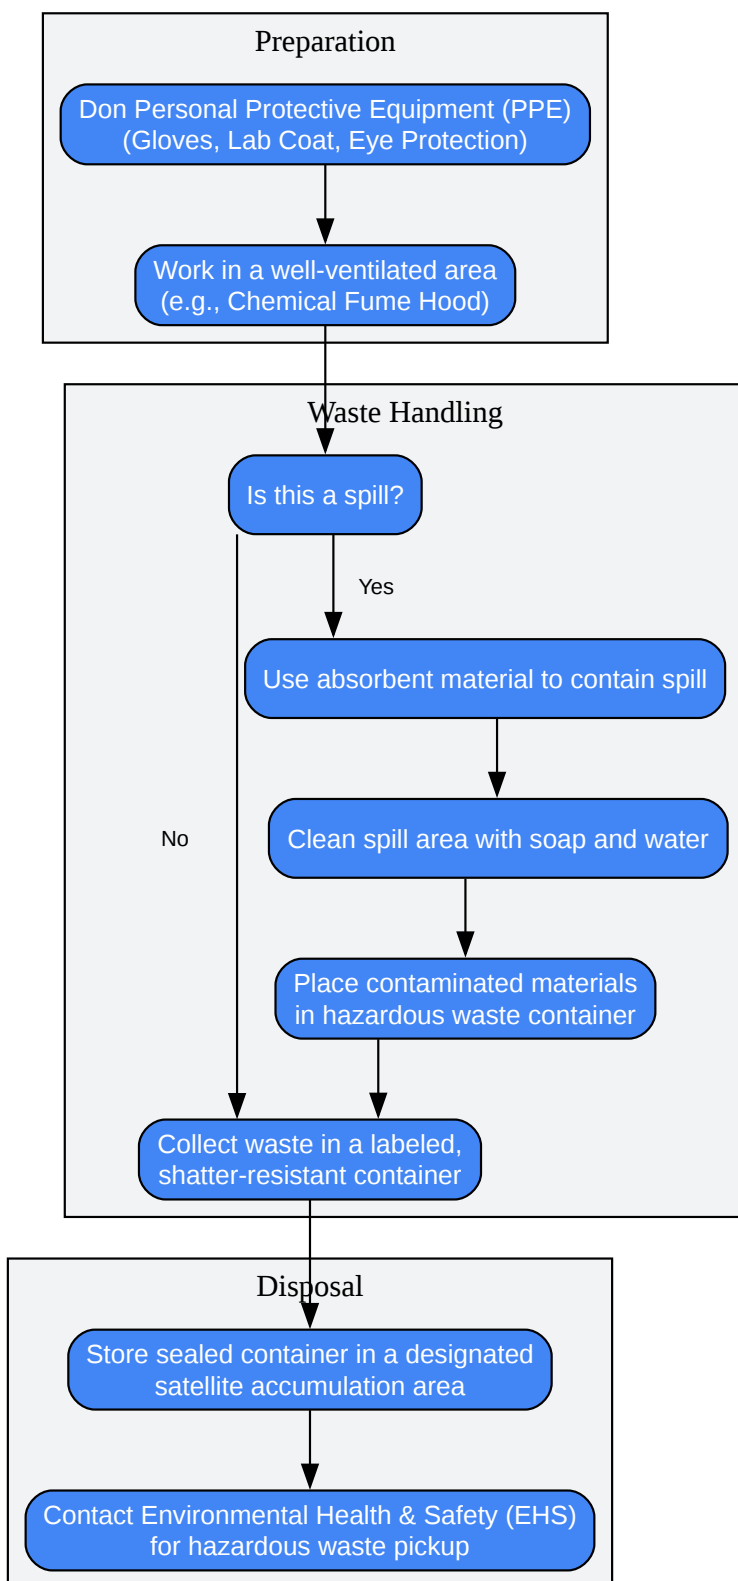 Preparation
Don Personal Protective Equipment (PPE)
(Gloves, Lab Coat, Eye Protection)
Work in a well-ventilated area
(e.g., Chemical Fume Hood)
Waste Handling
Is this a spill?
Yes
Use absorbent material to contain spill
Clean spill area with soap and water
No
Place contaminated materials
in hazardous waste container
Collect waste in a labeled,
shatter-resistant container
Disposal
Store sealed container in a designated
satellite accumulation area
Contact Environmental Health & Safety (EHS)
for hazardous waste pickup